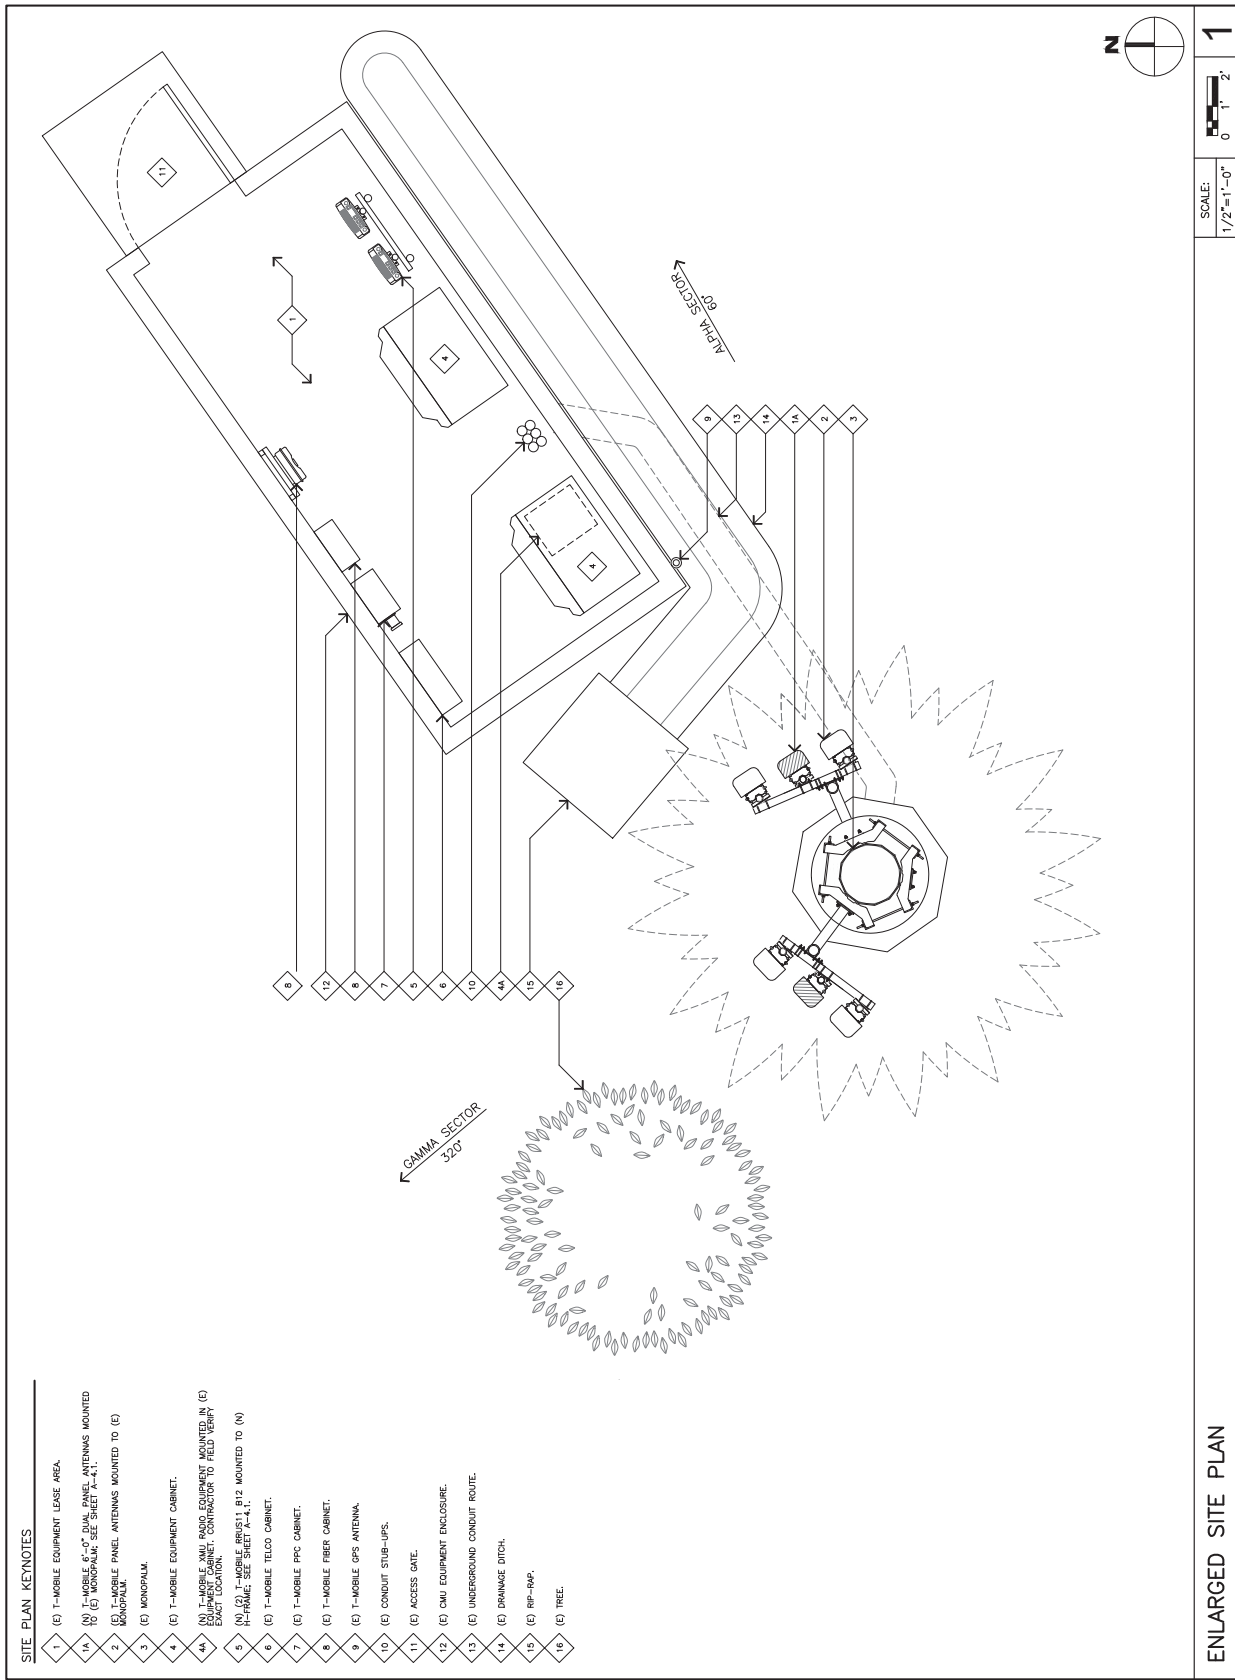 SITE PLAN KEYNOTES
1 (E) T-MOBILE EQUIPMENT LEASE AREA.
1A (N) T-MOBILE 6'-0" DUAL PANEL ANTENNAS MOUNTED
TO (E) MONOPALM; SEE SHEET A-4.1.
2 (E) T-MOBILE PANEL ANTENNAS MOUNTED TO (E)
MONOPALM.
3 (E) MONOPALM.
4 (E) T-MOBILE EQUIPMENT CABINET.
4A (N) T-MOBILE XMU RADIO EQUIPMENT MOUNTED IN (E)
EQUIPMENT CABINET. CONTRACTOR TO FIELD VERIFY
EXACT LOCATION.
5 (N) (2) T-MOBILE RRUS11 B12 MOUNTED TO (N)
H-FRAME; SEE SHEET A-4.1.
6 (E) T-MOBILE TELCO CABINET.
7 (E) T-MOBILE PPC CABINET.
8 (E) T-MOBILE FIBER CABINET.
9 (E) T-MOBILE GPS ANTENNA.
10 (E) CONDUIT STUB-UPS.
11 (E) ACCESS GATE.
12 (E) CMU EQUIPMENT ENCLOSURE.
13 (E) UNDERGROUND CONDUIT ROUTE.
14 (E) DRAINAGE DITCH.
15 (E) RIP-RAP.
16 (E) TREE.
8
12
8
7
5
6
10
4A
15
16
GAMMA SECTOR
320°
11
1
4
4
ALPHA SECTOR
60°
9
13
14
1A
2
3
N
ENLARGED SITE PLAN
SCALE:
1/2"=1'-0"
0 1' 2'
1